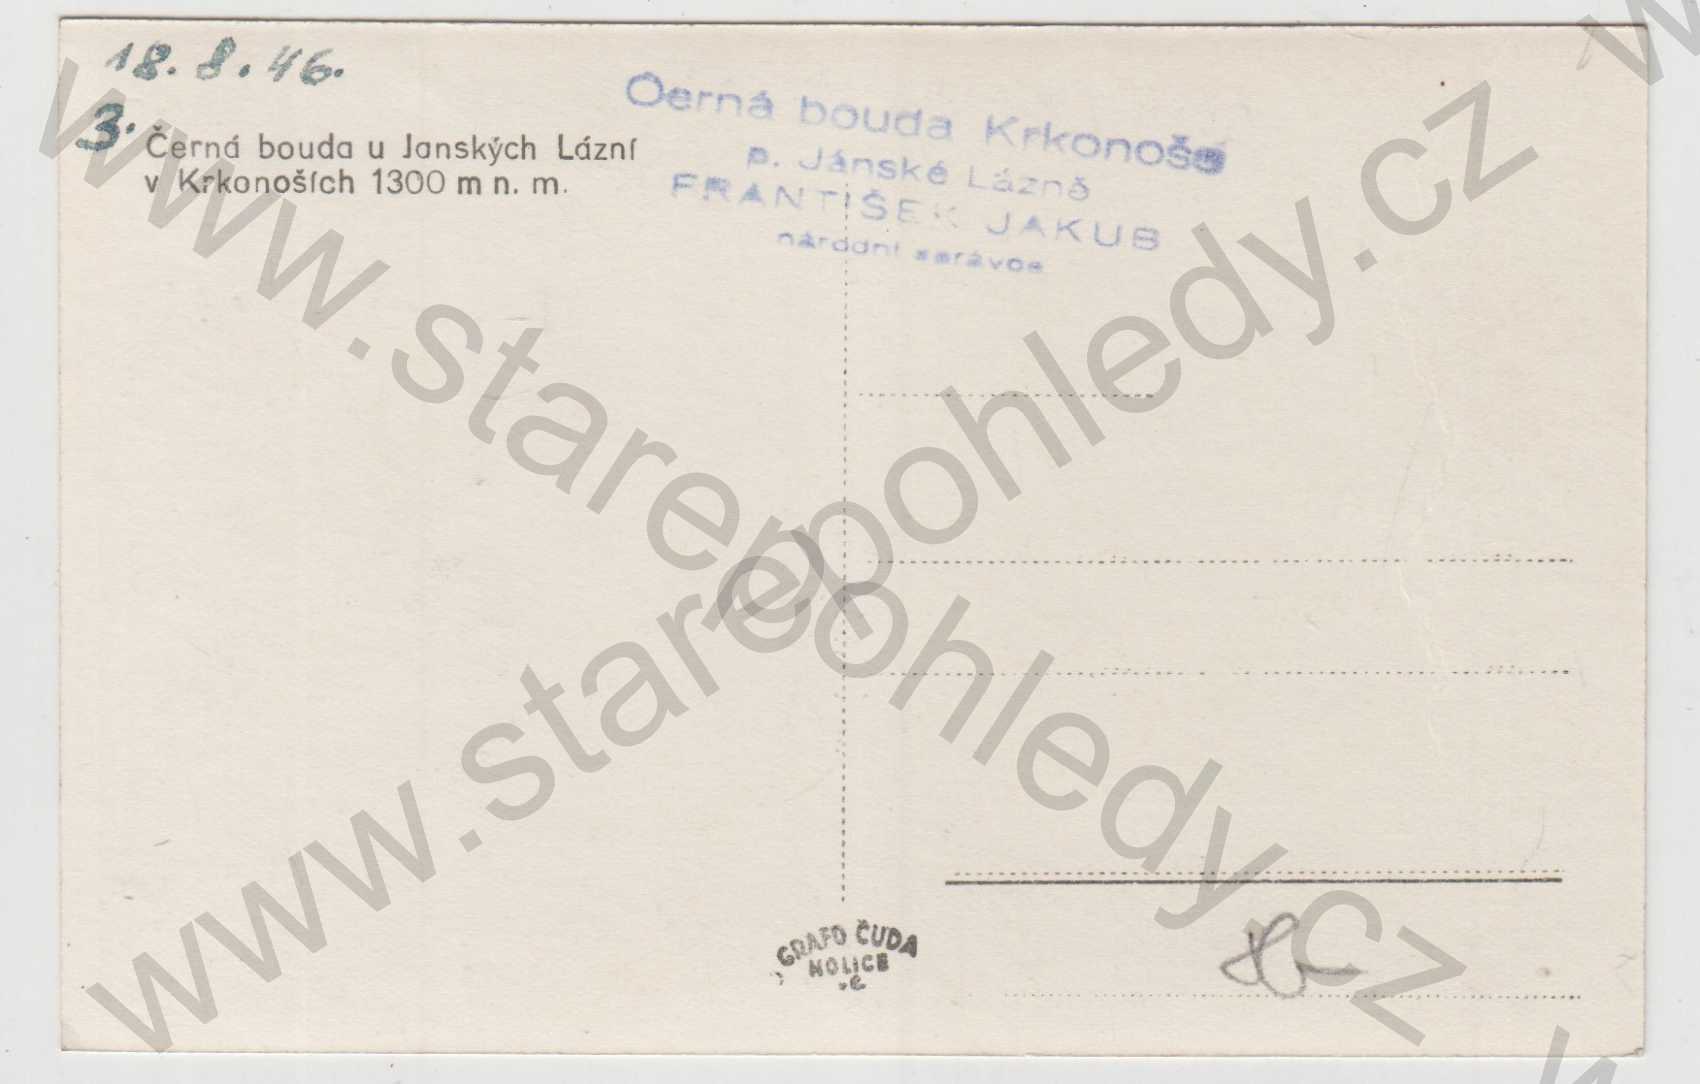 18. 8. 46.
3.
Černá bouda u Janských Lázní
v Krkonoších 1300 m n. m.
Černá bouda Krkonoše
p. Jánské Lázně
FRANTIŠEK JAKUB
národní správce
GRAFO ČUDA
HOLICE
www.starepohledy.cz
www.starepohledy.cz